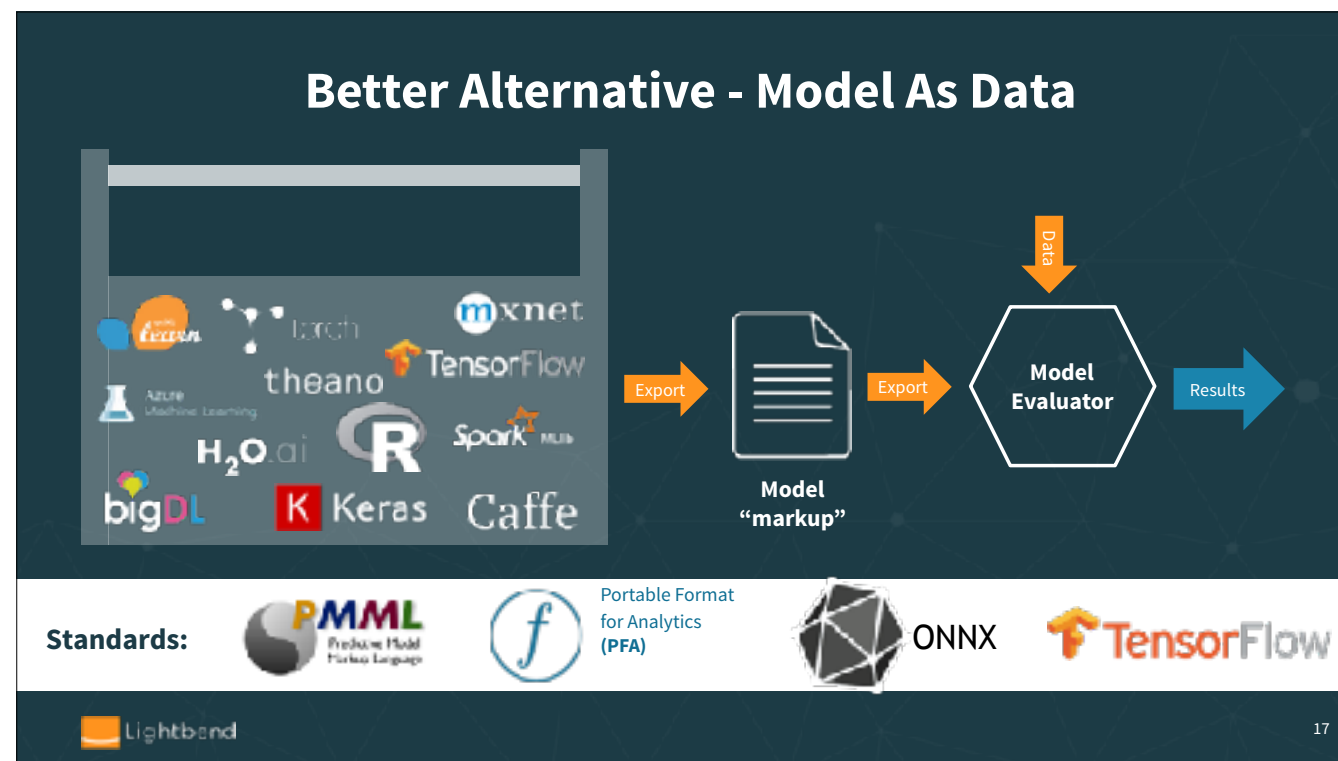 Better Alternative - Model As Data
learn
torch
mxnet
TensorFlow
theano
Azure
Machine Learning
H2O.ai
R
Spark MLlib
bigDL
K Keras
Caffe
Export
Model
“markup”
Export
Data
Model
Evaluator
Results
Standards:
PMML
Predictive Model
Markup Language
f
Portable Format
for Analytics
(PFA)
ONNX
TensorFlow
Lightbend
17